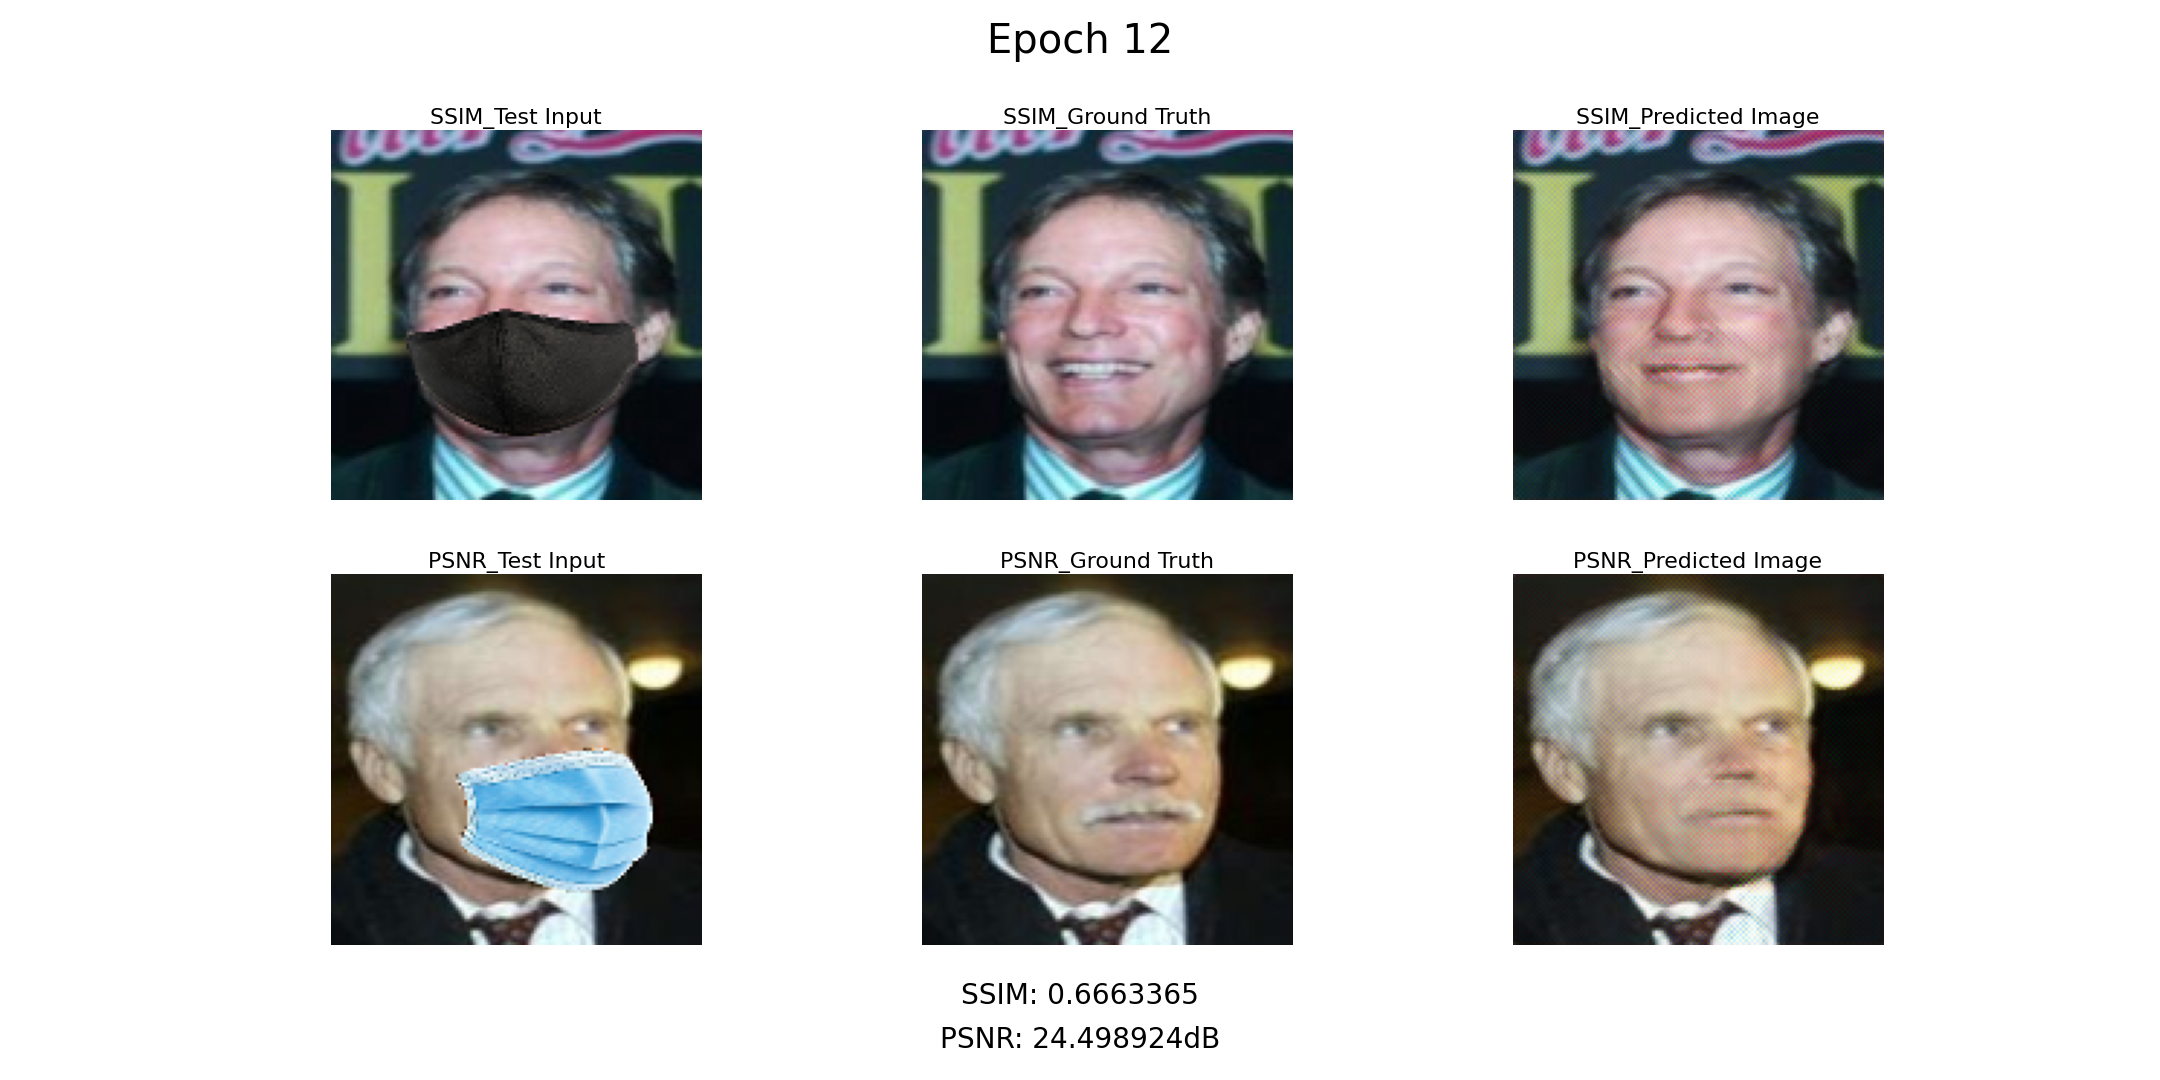 Epoch 12
SSIM_Test Input
SSIM_Ground Truth
SSIM_Predicted Image
PSNR_Test Input
PSNR_Ground Truth
PSNR_Predicted Image
SSIM: 0.6663365
PSNR: 24.498924dB